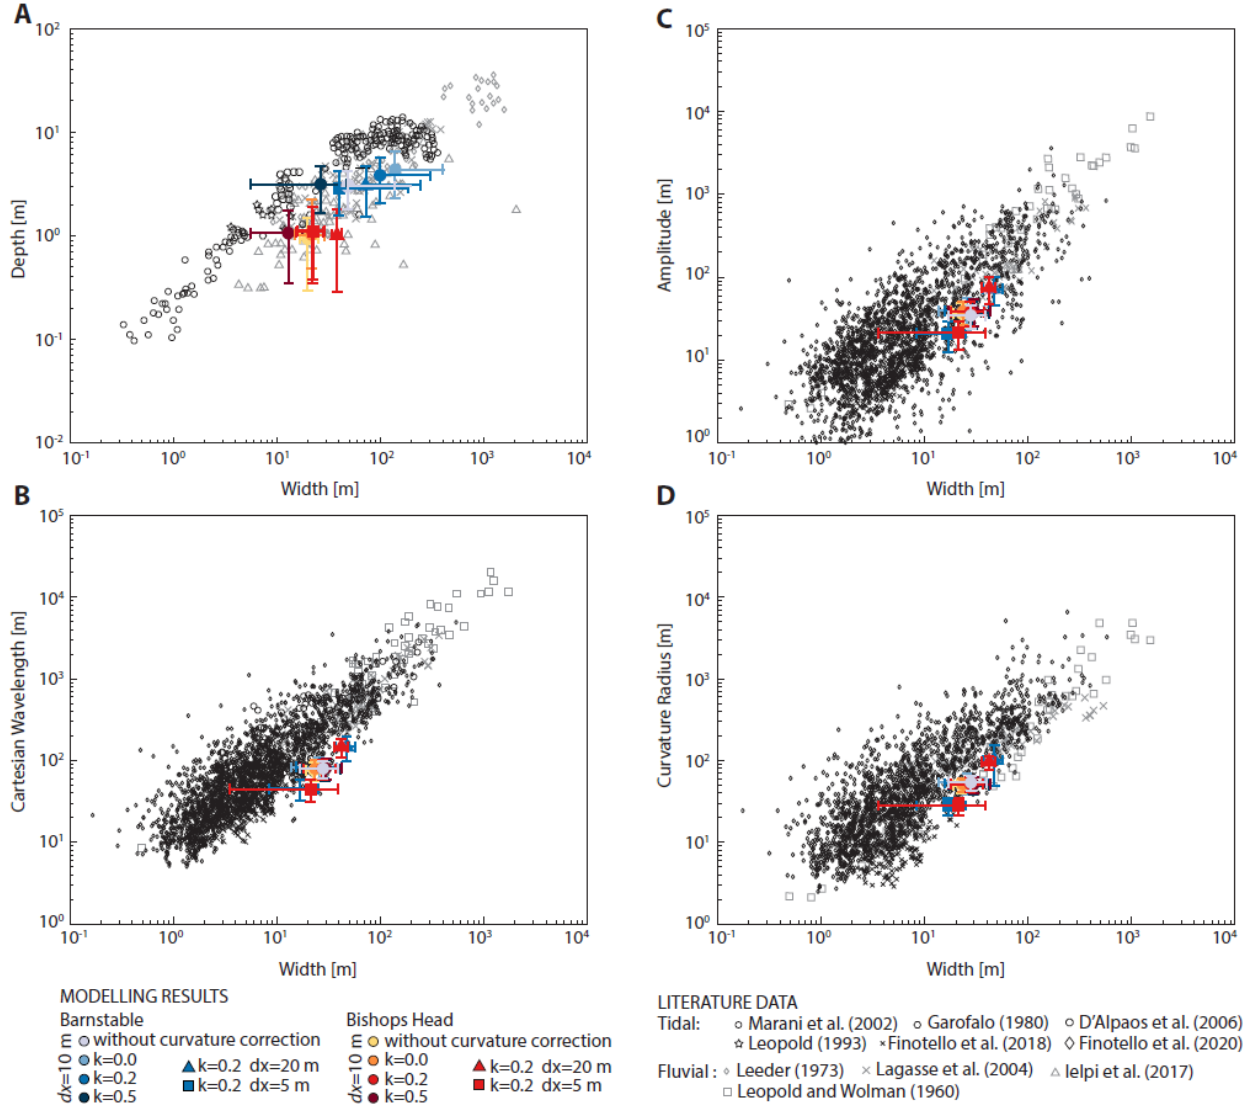 A
10²
10¹
10⁰
10⁻¹
10⁻²
Depth [m]
10⁻¹ 10⁰ 10¹ 10² 10³ 10⁴
Width [m]
C
10⁵
10⁴
10³
10²
10¹
10⁰
Amplitude [m]
10⁻¹ 10⁰ 10¹ 10² 10³ 10⁴
Width [m]
B
10⁵
10⁴
10³
10²
10¹
10⁰
Cartesian Wavelength [m]
10⁻¹ 10⁰ 10¹ 10² 10³ 10⁴
Width [m]
D
10⁵
10⁴
10³
10²
10¹
10⁰
Curvature Radius [m]
10⁻¹ 10⁰ 10¹ 10² 10³ 10⁴
Width [m]
MODELLING RESULTS
Barnstable
dx=10 m
without curvature correction
k=0.0
k=0.2
k=0.5
k=0.2 dx=20 m
k=0.2 dx=5 m
Bishops Head
dx=10 m
without curvature correction
k=0.0
k=0.2
k=0.5
k=0.2 dx=20 m
k=0.2 dx=5 m
LITERATURE DATA
Tidal: Marani et al. (2002) Garofalo (1980) D'Alpaos et al. (2006)
Leopold (1993) Finotello et al. (2018) Finotello et al. (2020)
Fluvial : Leeder (1973) Lagasse et al. (2004) Ielpi et al. (2017)
Leopold and Wolman (1960)